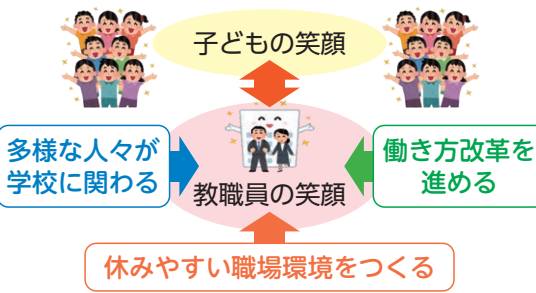 子どもの笑顔
多様な人々が
学校に関わる
働き方改革を
進める
教職員の笑顔
休みやすい職場環境をつくる